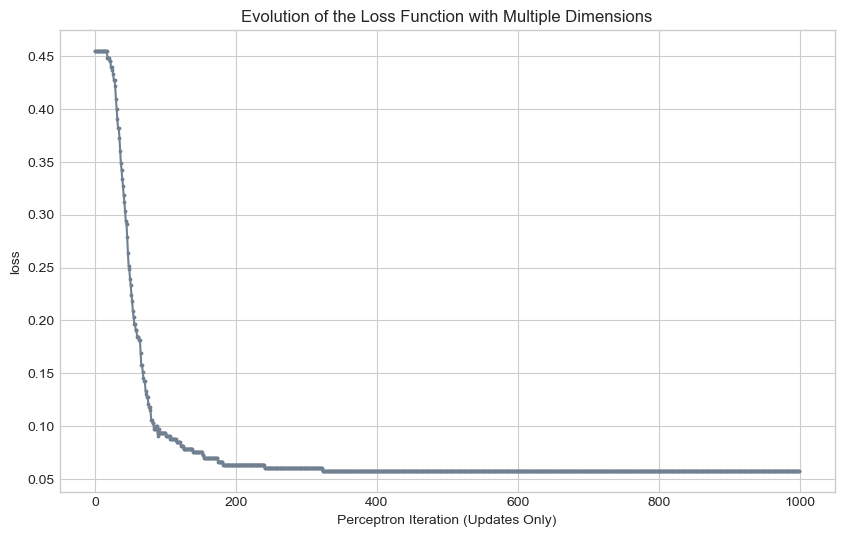 Evolution of the Loss Function with Multiple Dimensions
0.45
0.40
0.35
0.30
0.25
0.20
0.15
0.10
0.05
loss
0 200 400 600 800 1000
Perceptron Iteration (Updates Only)